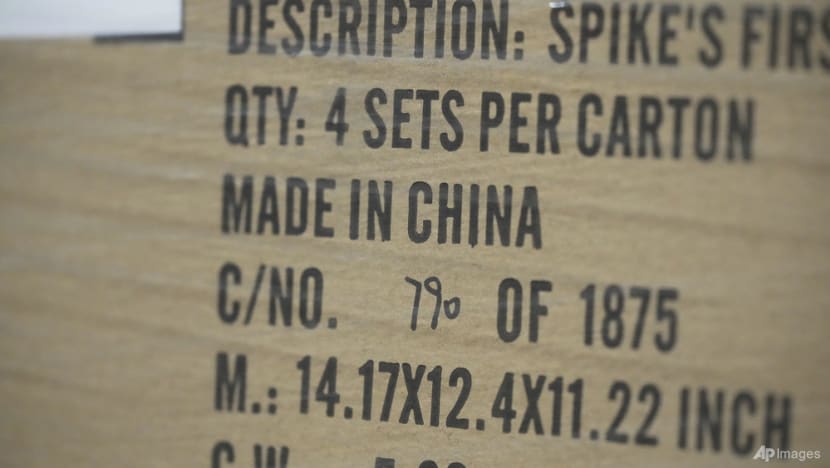 DESCRIPTION: SPIKE'S FIRS
QTY: 4 SETS PER CARTON
MADE IN CHINA
C/NO. 790 OF 1875
M.: 14.17X12.4X11.22 INCH
AP Images